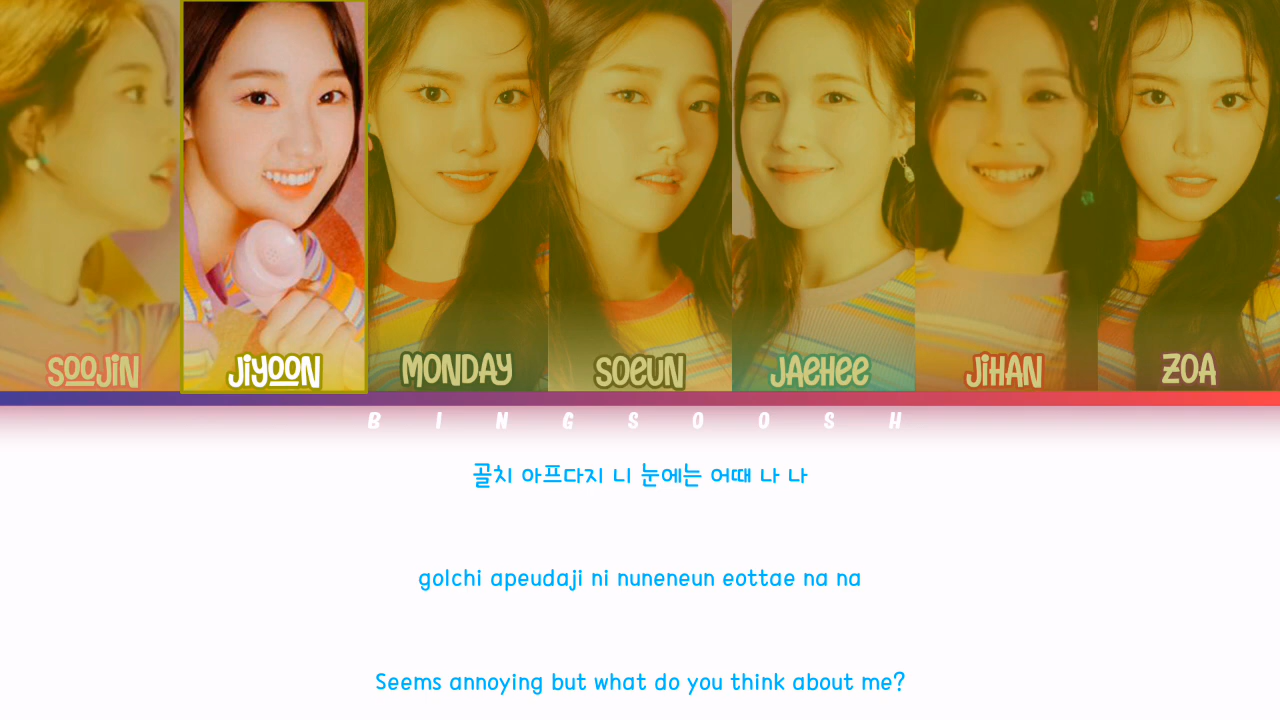 SOOJIN JIYOON MONDAY SOEUN JAEHEE JIHAN ZOA
BINGSOOSH
골치 아프다지 니 눈에는 어때 나 나
golchi apeudaji ni nuneneun eottae na na
Seems annoying but what do you think about me?